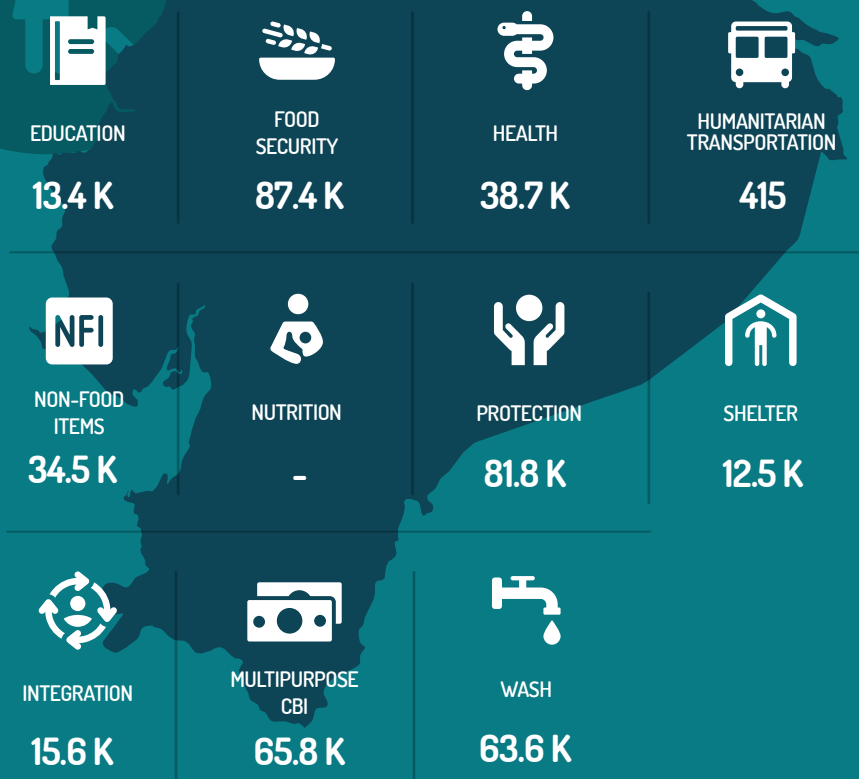 EDUCATION
13.4 K
FOOD
SECURITY
87.4 K
HEALTH
38.7 K
HUMANITARIAN
TRANSPORTATION
415
NFI
NON-FOOD
ITEMS
34.5 K
NUTRITION
-
PROTECTION
81.8 K
SHELTER
12.5 K
INTEGRATION
15.6 K
MULTIPURPOSE
CBI
65.8 K
WASH
63.6 K